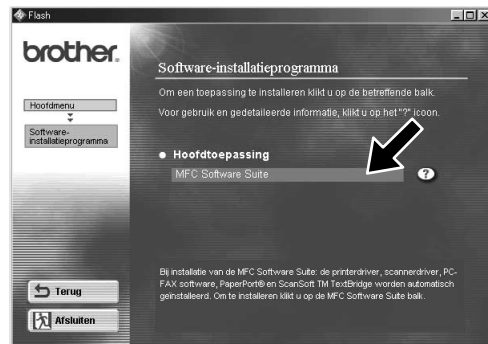 Flash
brother.
Hoofdmenu
Software-
installatieprogramma
Software-installatieprogramma
Om een toepassing te installeren klikt u op de betreffende balk.
Voor gebruik en gedetaileerde informatie, klikt u op het "?" icoon.
Hoofdtoepassing
MFC Software Suite
?
Bij installatie van de MFC Software Suite: de printerdriver, scannerdriver, PC-
FAX software, PaperPort® en ScanSoft TM TextBridge worden automatisch
geïnstalleerd. Om te installeren klikt u op de MFC Software Suite balk.
Terug
Afsluiten